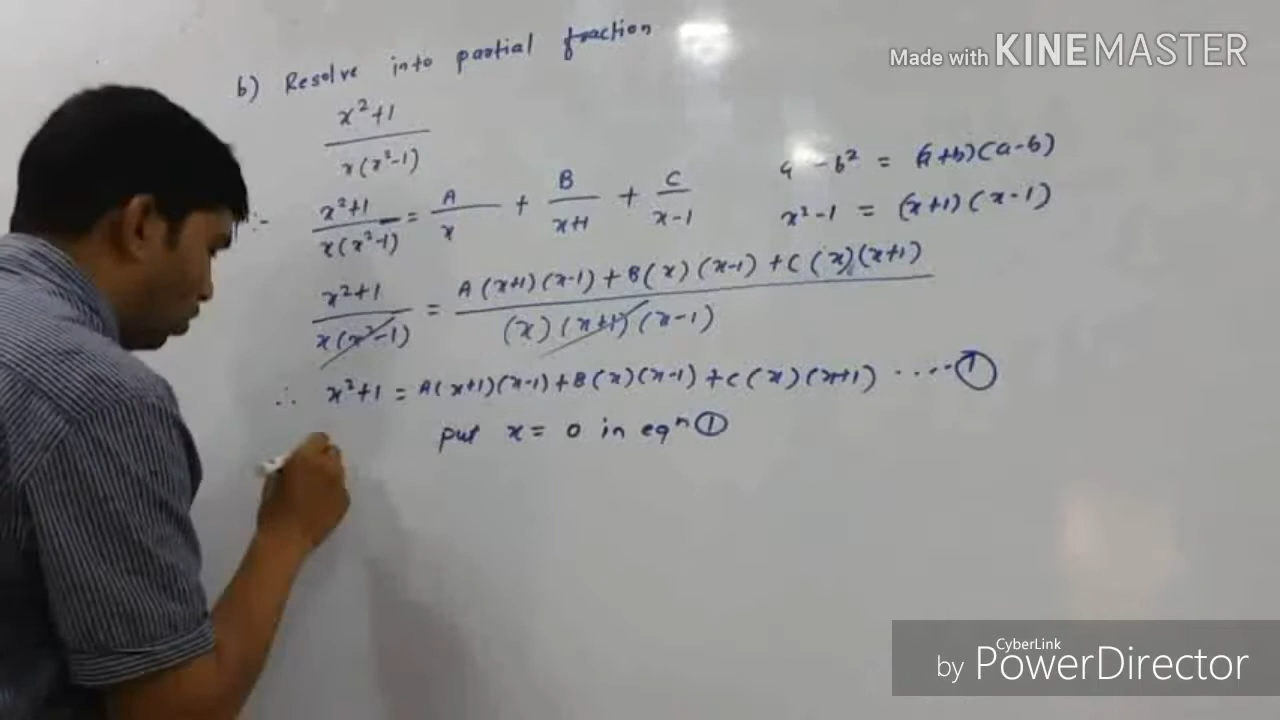 Made with KINEMASTER
b) Resolve into partial fraction
x²+1
x(x²-1)
:- x²+1 / x(x²-1) = A / x + B / x+1 + C / x-1
a - b² = (a+b)(a-b)
x²-1 = (x+1)(x-1)
x²+1 / x(x²-1) = A(x+1)(x-1)+B(x)(x-1)+C(x)(x+1) / (x)(x+1)(x-1)
∴ x²+1 = A(x+1)(x-1)+B(x)(x-1)+C(x)(x+1) ....①
put x = 0 in eqⁿ ①
CyberLink
by PowerDirector